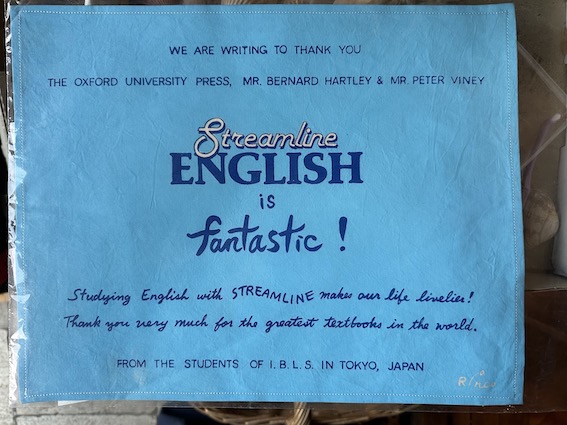 WE ARE WRITING TO THANK YOU
THE OXFORD UNIVERSITY PRESS, MR. BERNARD HARTLEY & MR. PETER VINEY
Streamline
ENGLISH
is
fantastic!
Studying English with STREAMLINE makes our life livelier!
Thank you very much for the greatest textbooks in the world.
FROM THE STUDENTS OF I.B.L.S. IN TOKYO, JAPAN